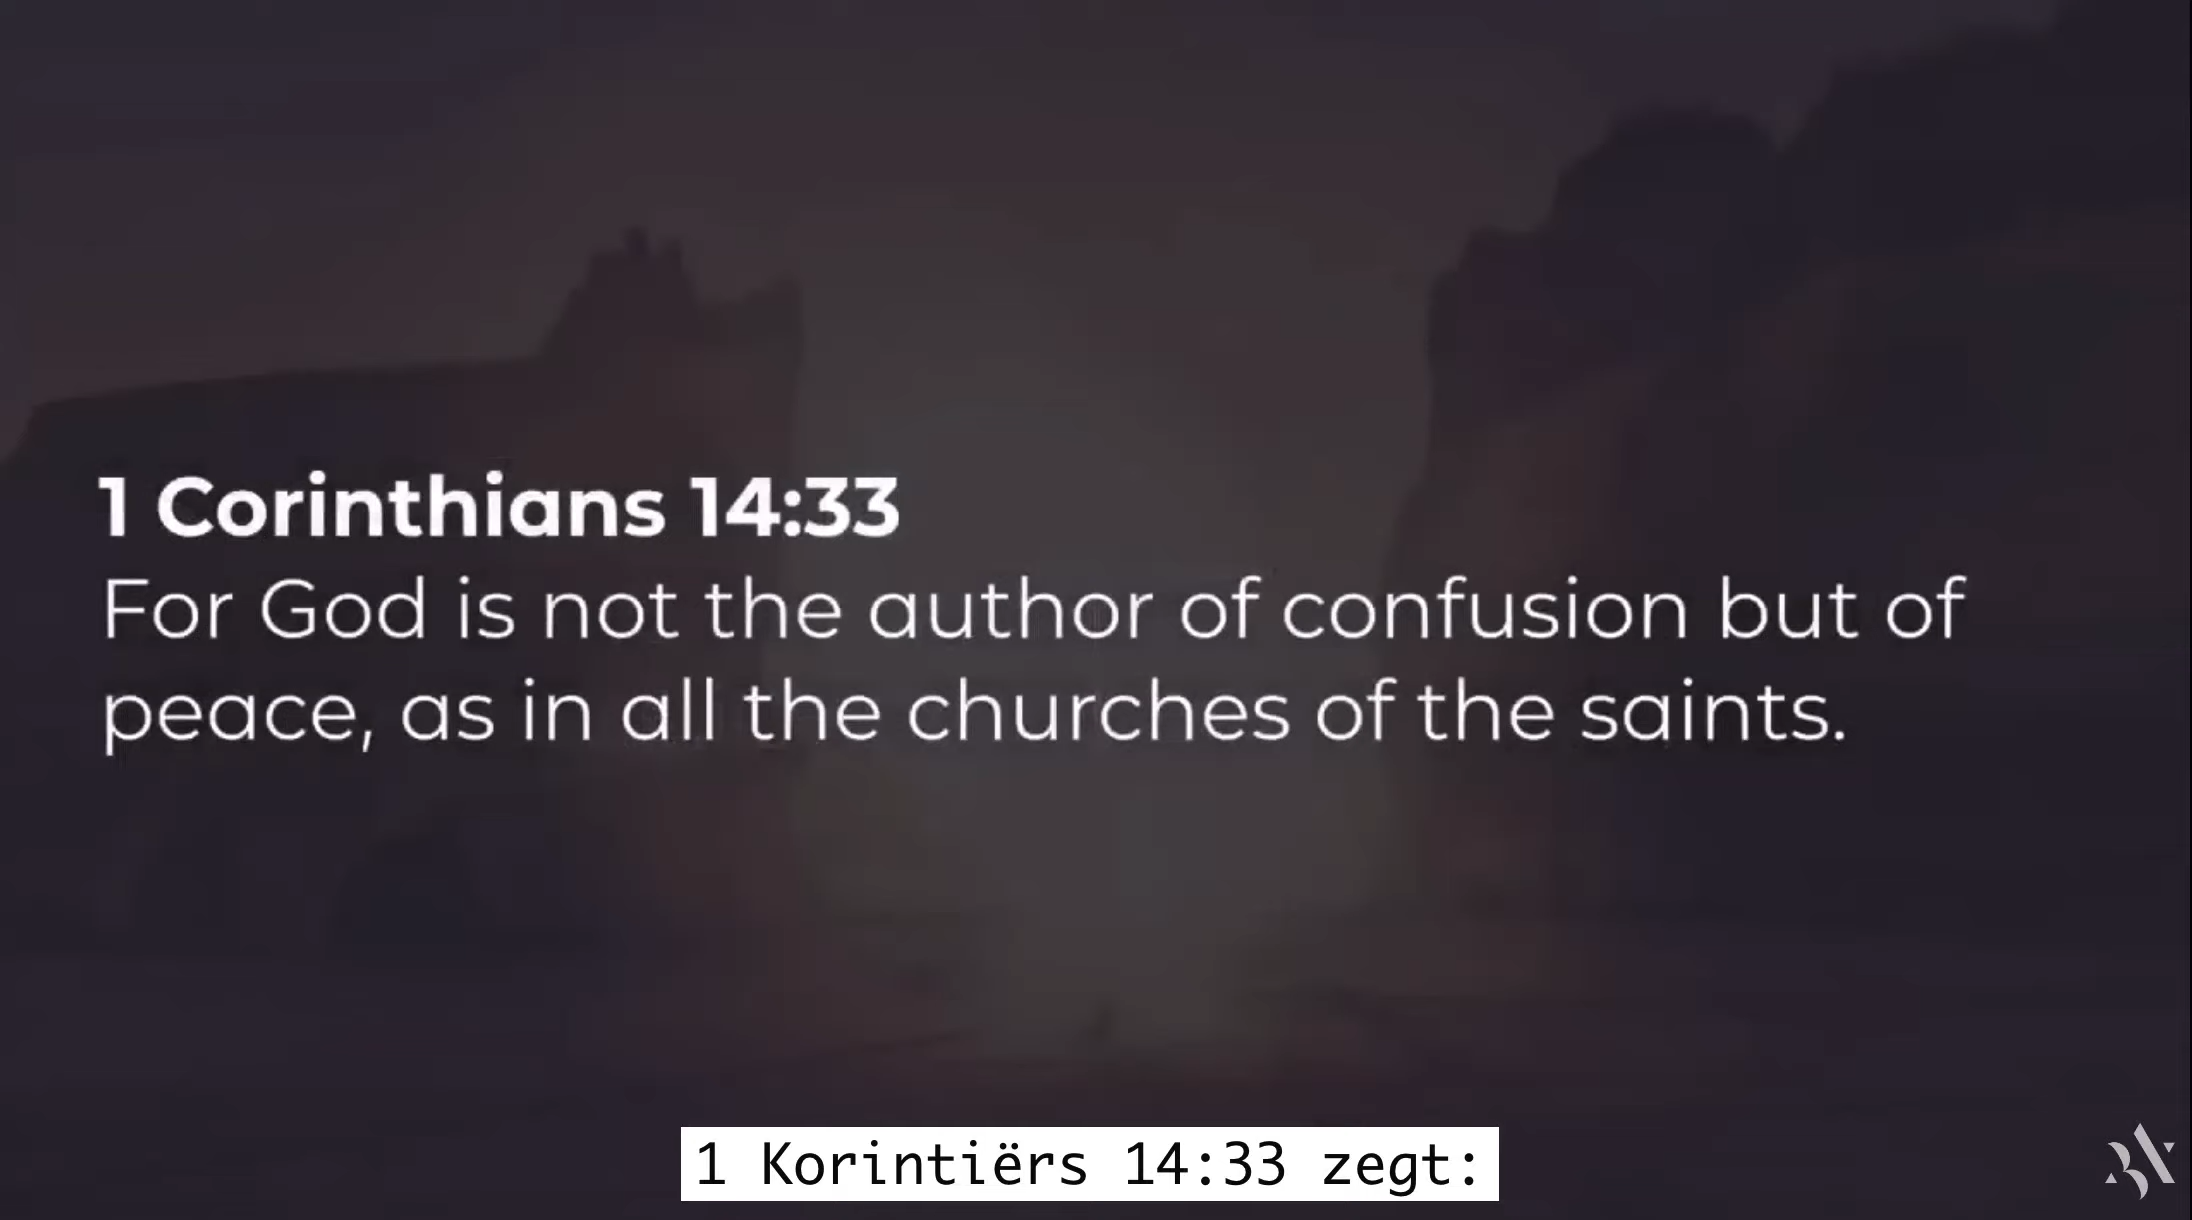 1 Corinthians 14:33
For God is not the author of confusion but of
peace, as in all the churches of the saints.
1 Korintiërs 14:33 zegt: